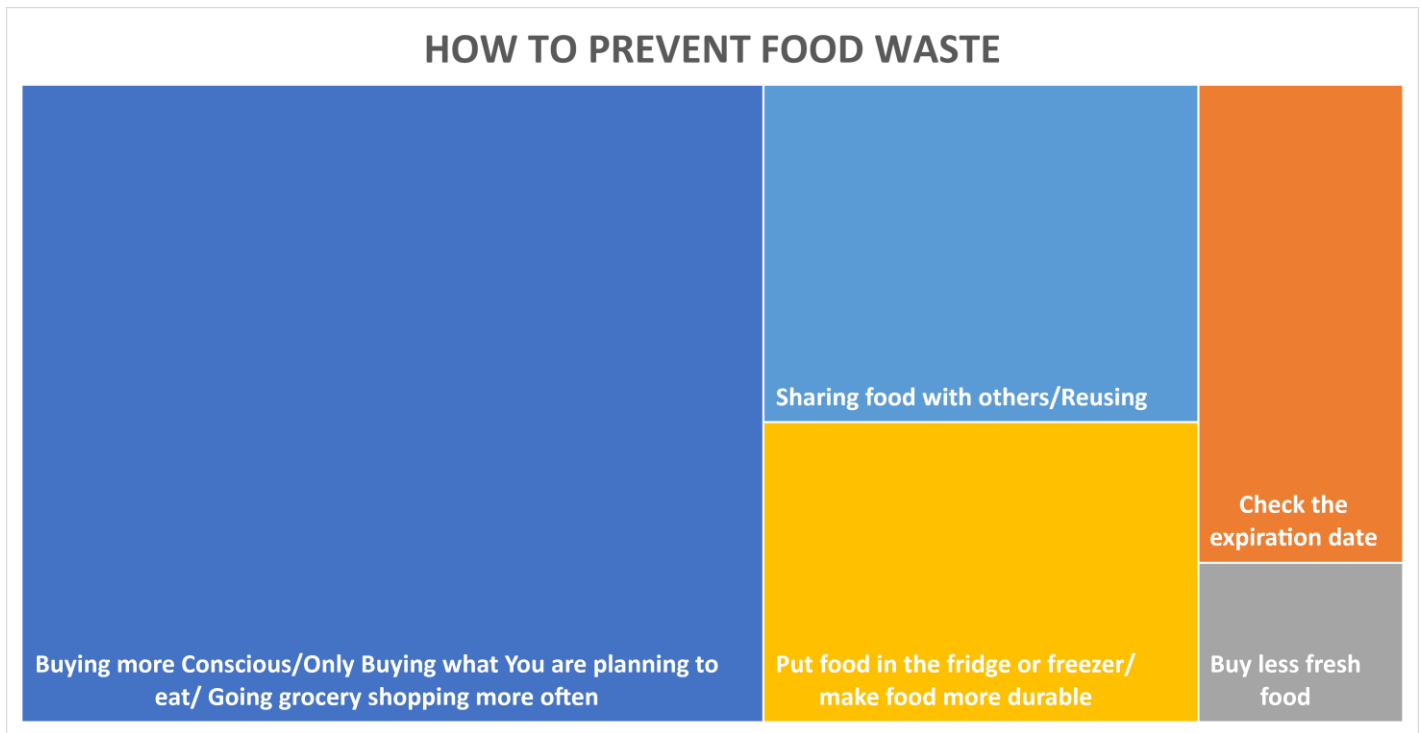 HOW TO PREVENT FOOD WASTE
Buying more Conscious/Only Buying what You are planning to
eat/ Going grocery shopping more often
Sharing food with others/Reusing
Put food in the fridge or freezer/
make food more durable
Check the
expiration date
Buy less fresh
food